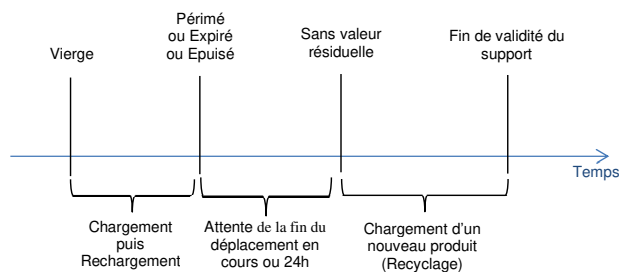 Vierge
Périmé
ou Expiré
ou Epuisé
Sans valeur
résiduelle
Fin de validité du
support
Temps
Chargement
puis
Rechargement
Attente de la fin du
déplacement en
cours ou 24h
Chargement d'un
nouveau produit
(Recyclage)